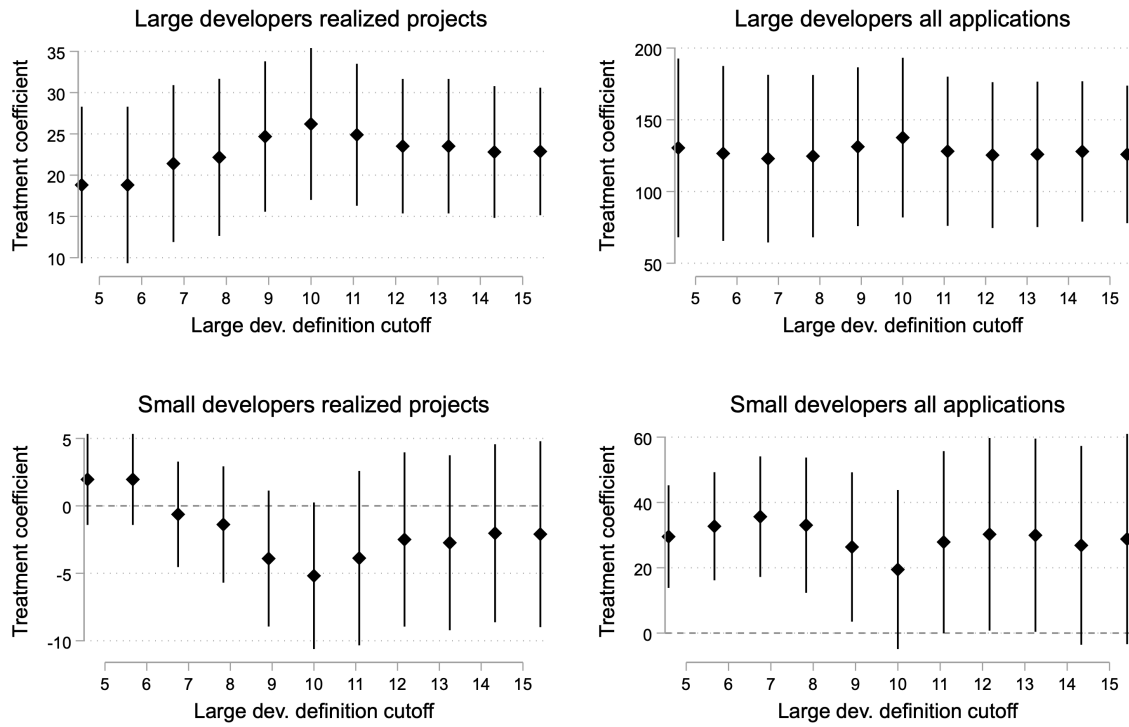 Large developers realized projects
Treatment coefficient
35
30
25
20
15
10
5 6 7 8 9 10 11 12 13 14 15
Large dev. definition cutoff
Large developers all applications
Treatment coefficient
200
150
100
50
5 6 7 8 9 10 11 12 13 14 15
Large dev. definition cutoff
Small developers realized projects
Treatment coefficient
5
0
-5
-10
5 6 7 8 9 10 11 12 13 14 15
Large dev. definition cutoff
Small developers all applications
Treatment coefficient
60
40
20
0
5 6 7 8 9 10 11 12 13 14 15
Large dev. definition cutoff